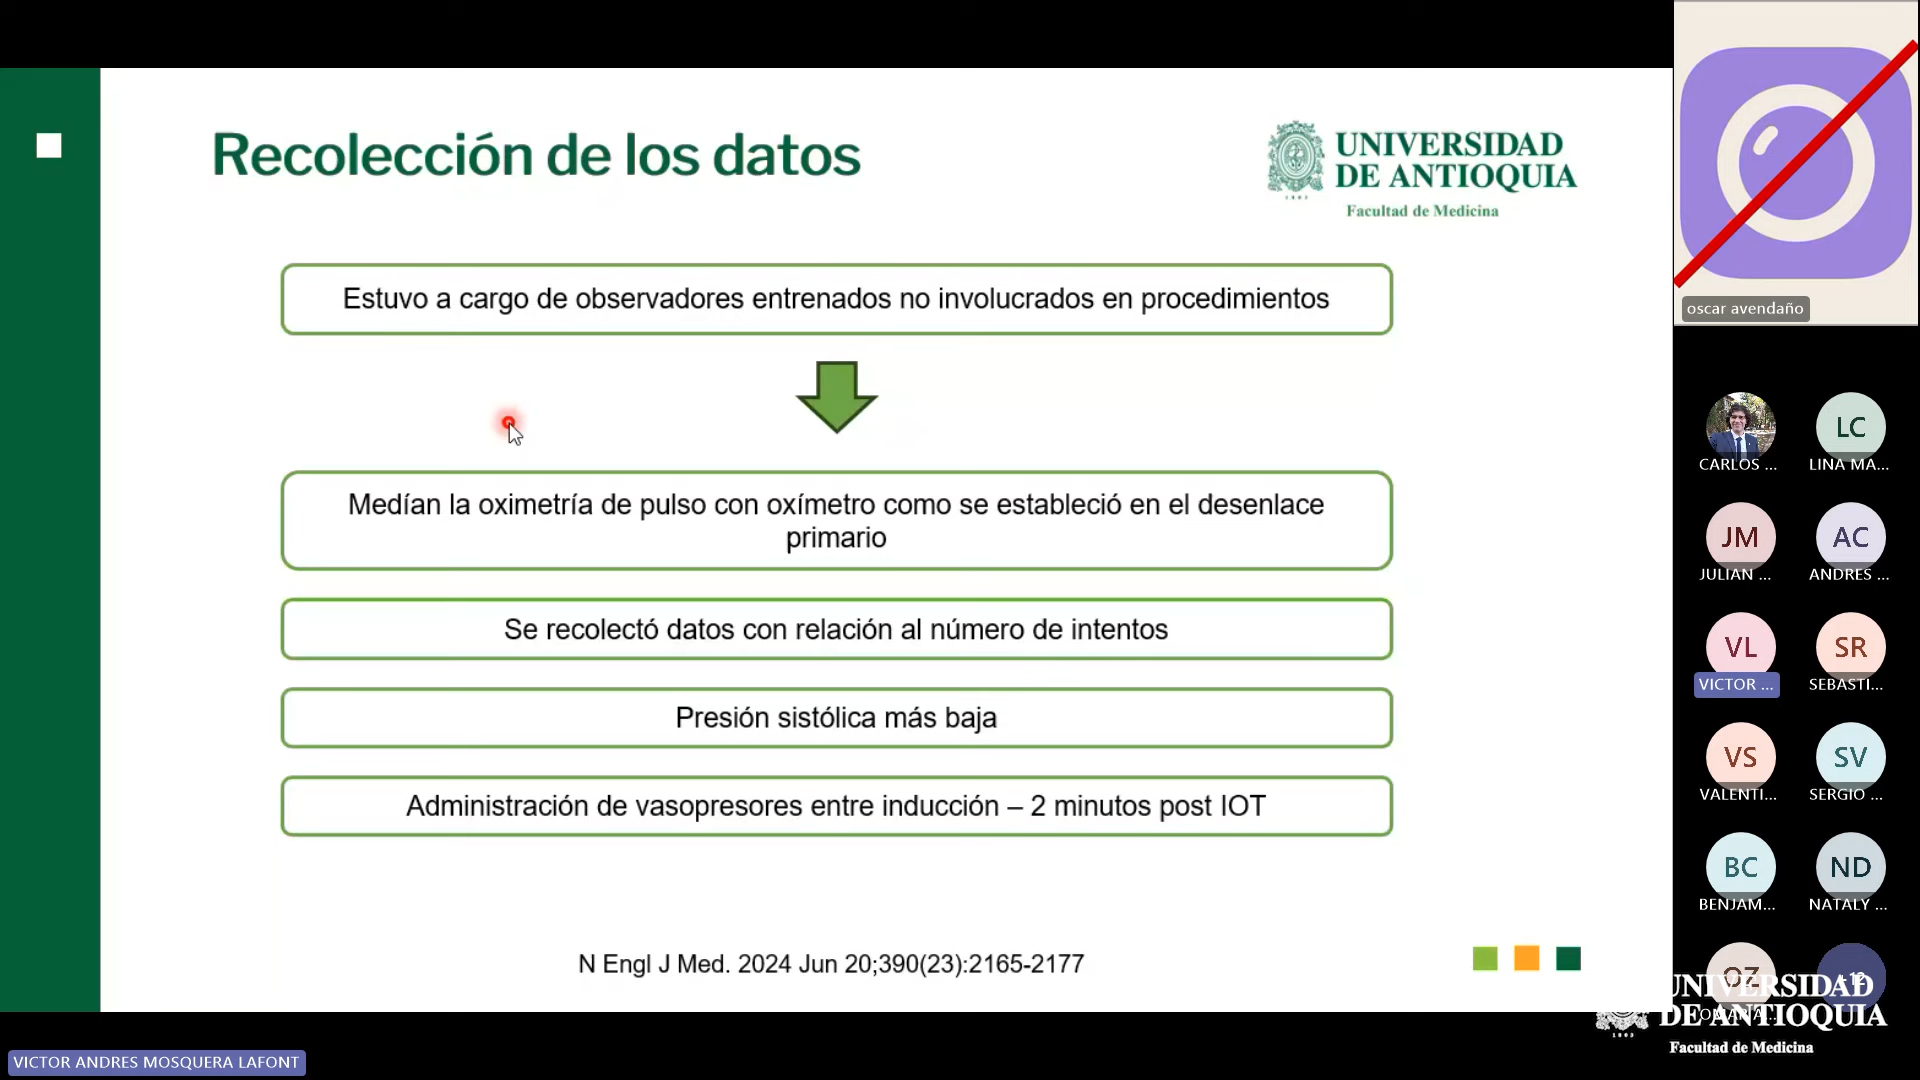 Recolección de los datos
UNIVERSIDAD
DE ANTIOQUIA
1803
Facultad de Medicina
Estuvo a cargo de observadores entrenados no involucrados en procedimientos
Medían la oximetría de pulso con oxímetro como se estableció en el desenlace
primario
Se recolectó datos con relación al número de intentos
Presión sistólica más baja
Administración de vasopresores entre inducción – 2 minutos post IOT
N Engl J Med. 2024 Jun 20;390(23):2165-2177
oscar avendaño
CARLOS ...
LC
LINA MA...
JM
JULIAN ...
AC
ANDRES ...
VL
VICTOR ...
SR
SEBASTI...
VS
VALENTI...
SV
SERGIO ...
BC
BENJAM...
ND
NATALY ...
OZ
+12
UNIVERSIDAD
DE ANTIOQUIA
1803
Facultad de Medicina
VICTOR ANDRES MOSQUERA LAFONT